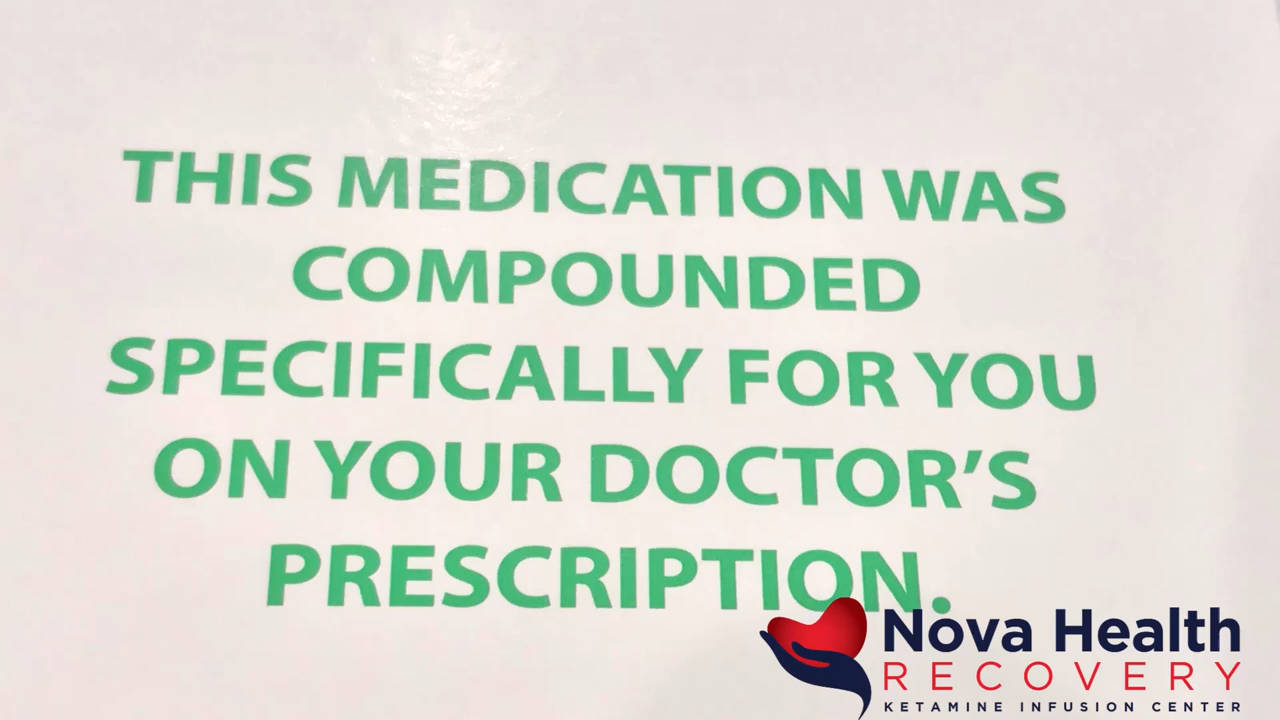 THIS MEDICATION WAS
COMPOUNDED
SPECIFICALLY FOR YOU
ON YOUR DOCTOR'S
PRESCRIPTION.
Nova Health
RECOVERY
KETAMINE INFUSION CENTER